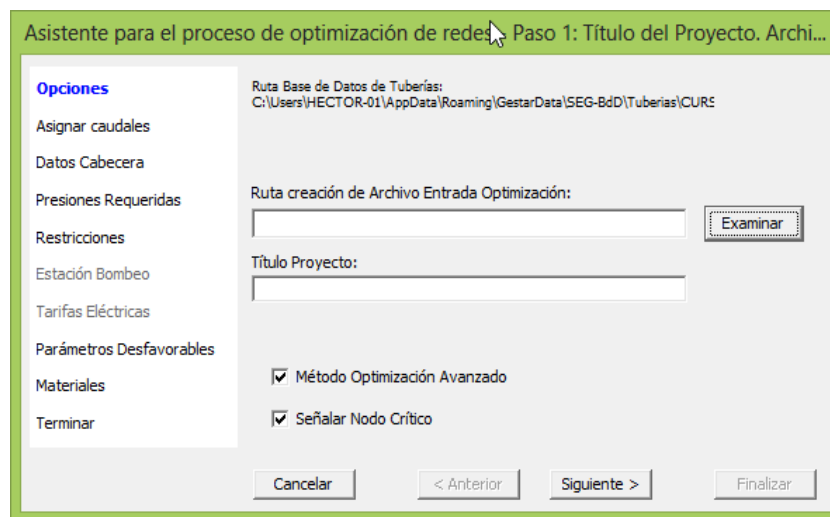 Asistente para el proceso de optimización de redes. Paso 1: Título del Proyecto. Archi...
Opciones
Asignar caudales
Datos Cabecera
Presiones Requeridas
Restricciones
Estación Bombeo
Tarifas Eléctricas
Parámetros Desfavorables
Materiales
Terminar
Ruta Base de Datos de Tuberías:
C:\Users\HECTOR-01\AppData\Roaming\GestarData\SEG-BdD\Tuberias\CURS
Ruta creación de Archivo Entrada Optimización:
Examinar
Título Proyecto:
Método Optimización Avanzado
Señalar Nodo Crítico
Cancelar
< Anterior
Siguiente >
Finalizar